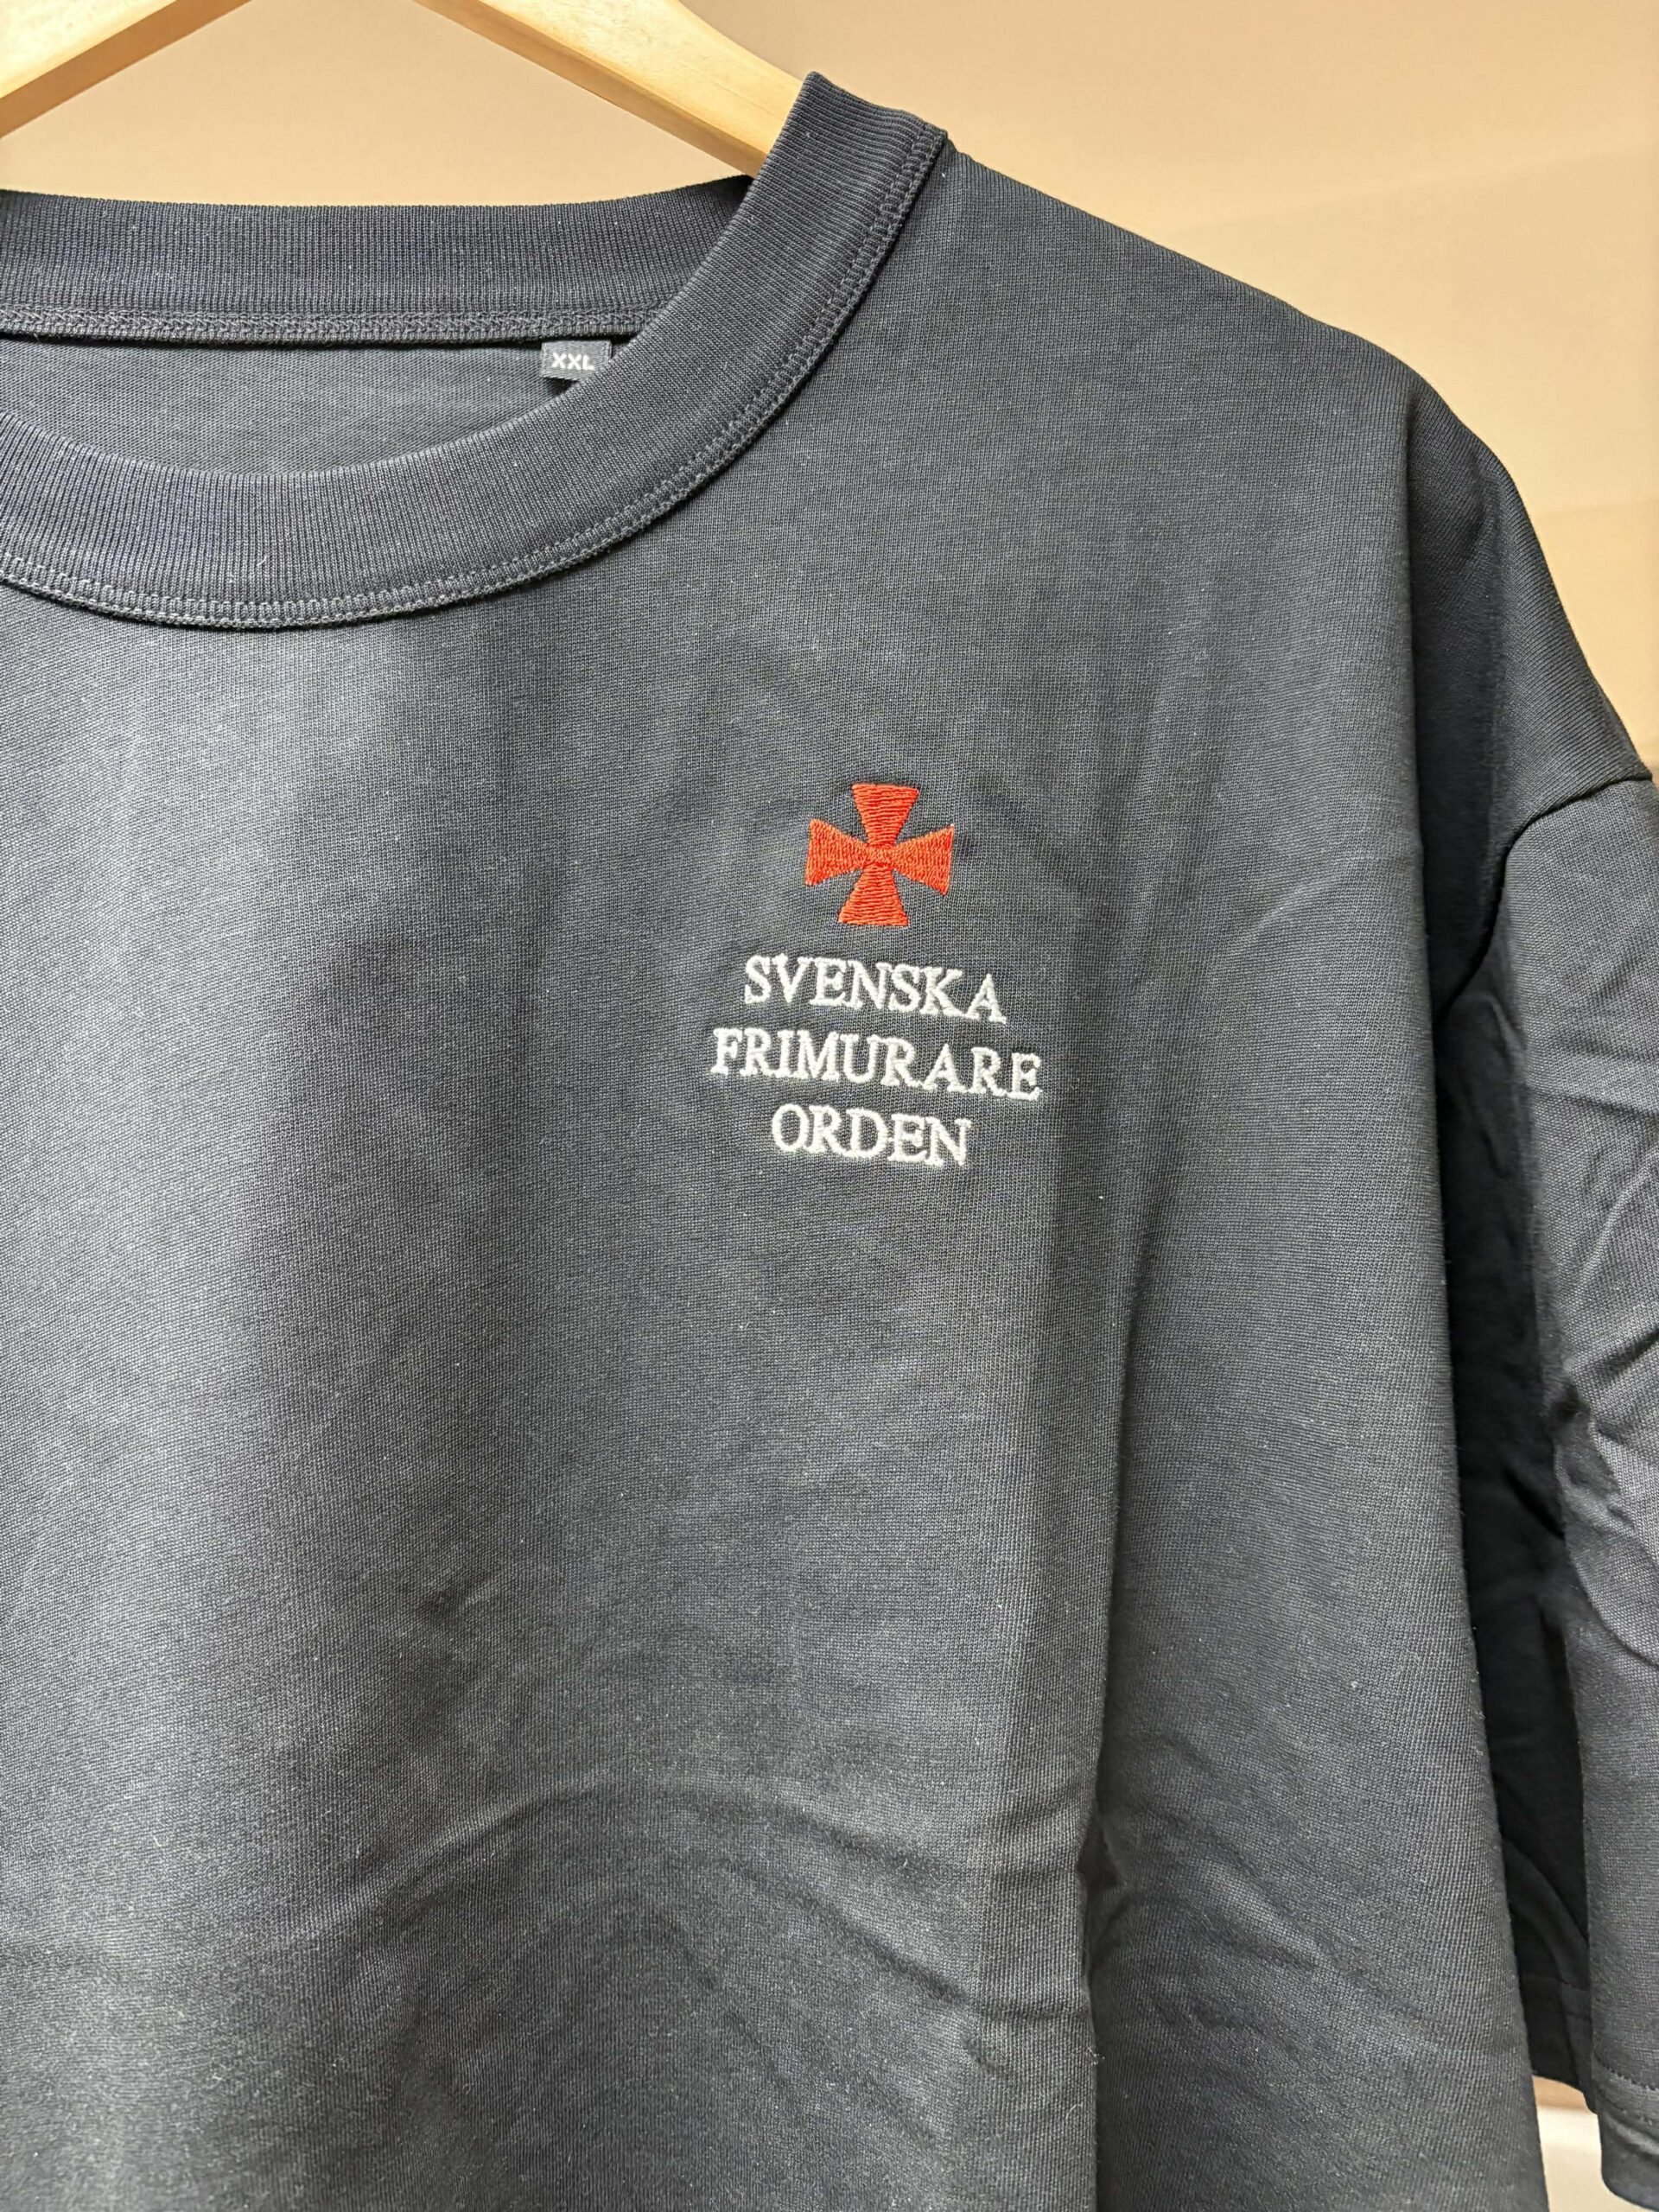 XXL
SVENSKA
FRIMURARE
ORDEN